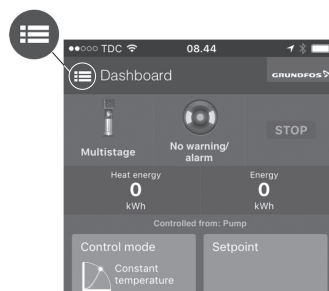 TDC 08.44
Dashboard GRUNDFOS
STOP
Multistage No warning/
alarm
Heat energy Energy
0 0
kWh kWh
Controlled from: Pump
Control mode Setpoint
Constant
temperature